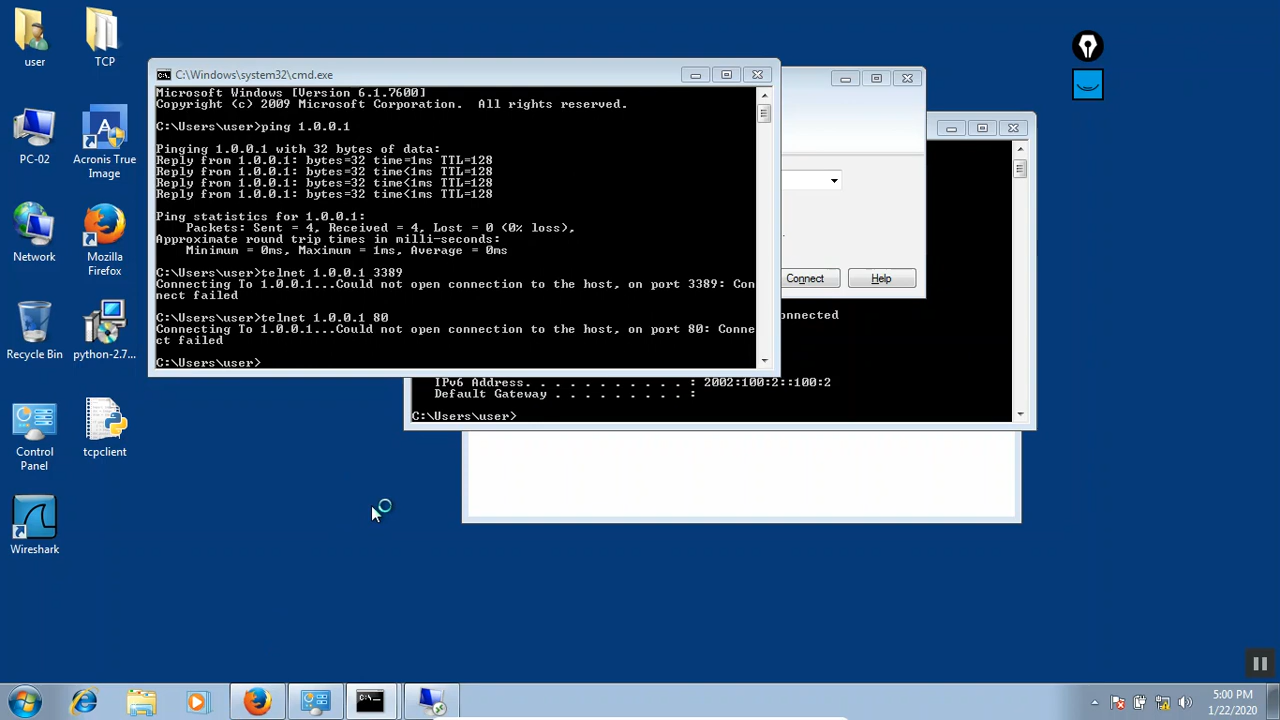 user
TCP
PC-02
Acronis True
Image
Network
Mozilla
Firefox
Recycle Bin
python-2.7...
Control
Panel
tcpclient
Wireshark
C:\Windows\system32\cmd.exe
Microsoft Windows [Version 6.1.7600]
Copyright (c) 2009 Microsoft Corporation.  All rights reserved.
C:\Users\user>ping 1.0.0.1
Pinging 1.0.0.1 with 32 bytes of data:
Reply from 1.0.0.1: bytes=32 time=1ms TTL=128
Reply from 1.0.0.1: bytes=32 time<1ms TTL=128
Reply from 1.0.0.1: bytes=32 time<1ms TTL=128
Reply from 1.0.0.1: bytes=32 time<1ms TTL=128
Ping statistics for 1.0.0.1:
Packets: Sent = 4, Received = 4, Lost = 0 (0% loss),
Approximate round trip times in milli-seconds:
Minimum = 0ms, Maximum = 1ms, Average = 0ms
C:\Users\user>telnet 1.0.0.1 3389
Connecting To 1.0.0.1...Could not open connection to the host, on port 3389: Con
nect failed
C:\Users\user>telnet 1.0.0.1 80
Connecting To 1.0.0.1...Could not open connection to the host, on port 80: Conne
ct failed
C:\Users\user>
Connect
Help
onnected
IPv6 Address. . . . . . . . . . . : 2002:100:2::100:2
Default Gateway . . . . . . . . . :
C:\Users\user>
5:00 PM
1/22/2020